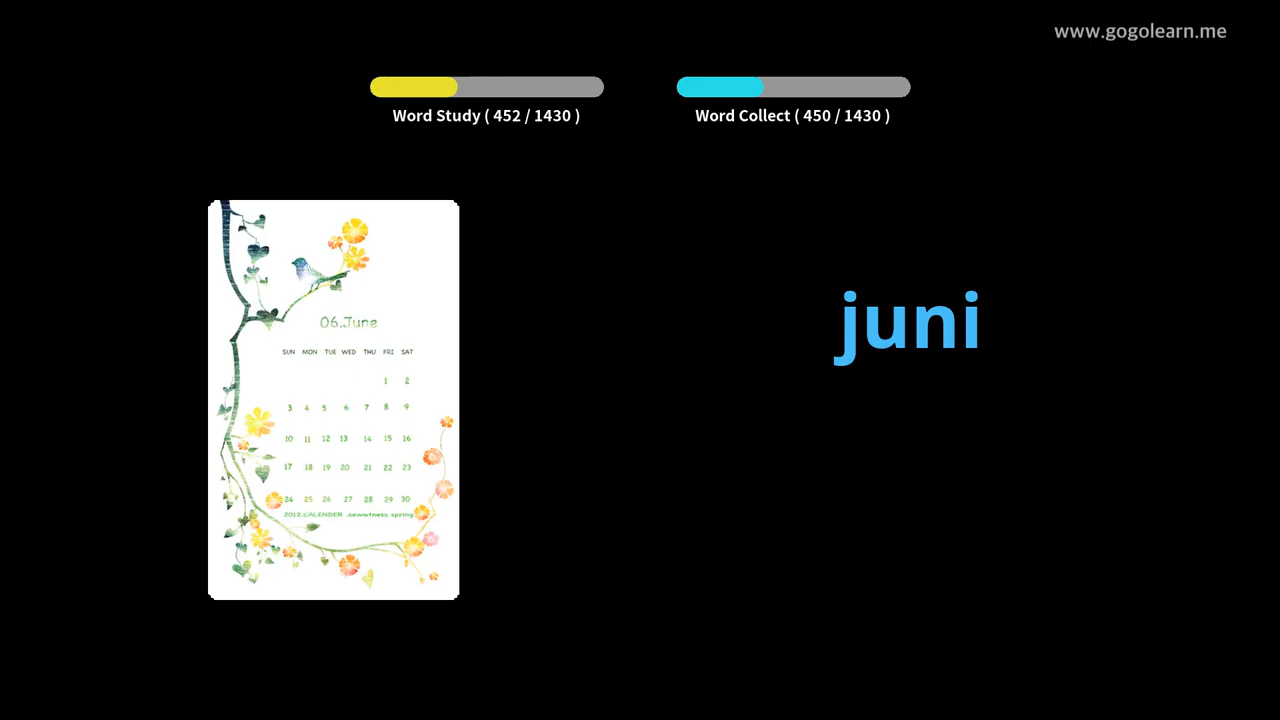 www.gogolearn.me
Word Study ( 452 / 1430 )
Word Collect ( 450 / 1430 )
06.June
SUN MON TUE WED THU FRI SAT
1 2
3 4 5 6 7 8 9
10 11 12 13 14 15 16
17 18 19 20 21 22 23
24 25 26 27 28 29 30
2012.CALENDER .sewwtness spring.
juni